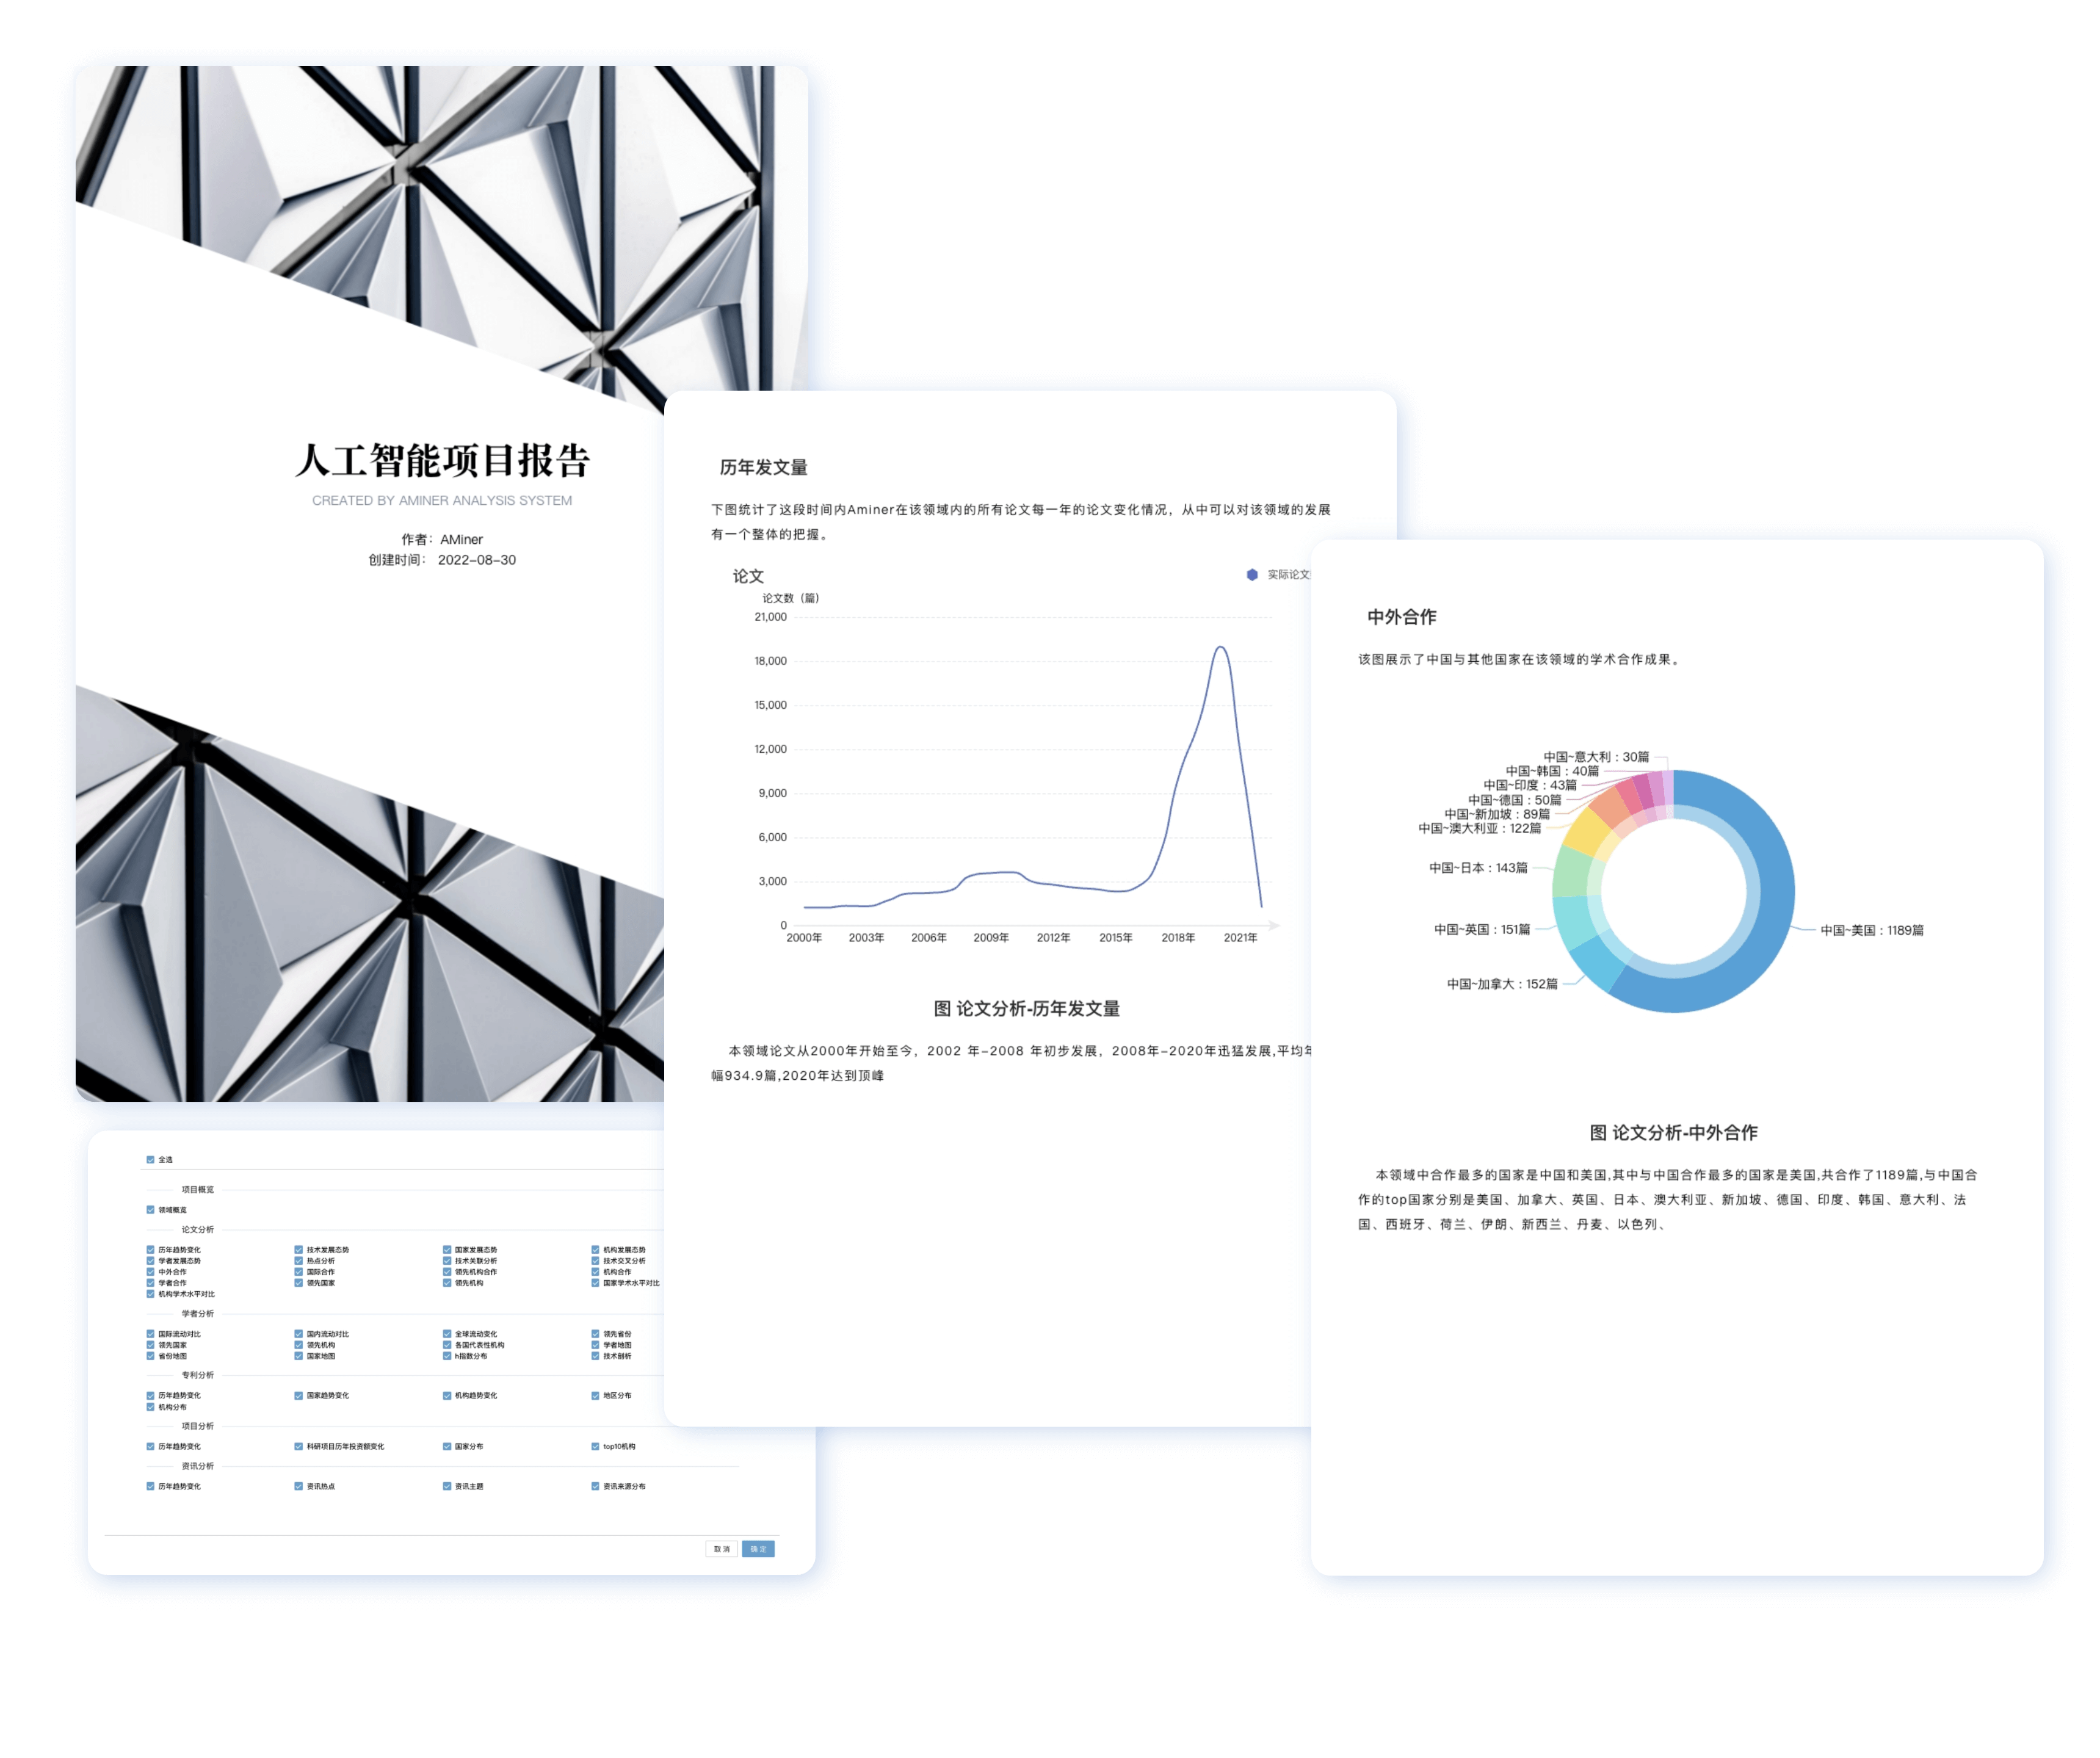 人工智能项目报告
CREATED BY AMINER ANALYSIS SYSTEM
作者：AMiner
创建时间： 2022-08-30
历年发文量
下图统计了这段时间内Aminer在该领域内的所有论文每一年的论文变化情况，从中可以对该领域的发展
有一个整体的把握。
论文
实际论文
论文数（篇）
21,000
18,000
15,000
12,000
9,000
6,000
3,000
0
2000年 2003年 2006年 2009年 2012年 2015年 2018年 2021年
图 论文分析-历年发文量
本领域论文从2000年开始至今，2002 年-2008 年初步发展，2008年-2020年迅猛发展,平均年
幅934.9篇,2020年达到顶峰
中外合作
该图展示了中国与其他国家在该领域的学术合作成果。
中国~意大利：30篇
中国~韩国：40篇
中国~印度：43篇
中国~德国：50篇
中国~新加坡：89篇
中国~澳大利亚：122篇
中国~日本：143篇
中国~英国：151篇
中国~美国：1189篇
中国~加拿大：152篇
图 论文分析-中外合作
本领域中合作最多的国家是中国和美国,其中与中国合作最多的国家是美国,共合作了1189篇,与中国合
作的top国家分别是美国、加拿大、英国、日本、澳大利亚、新加坡、德国、印度、韩国、意大利、法
国、西班牙、荷兰、伊朗、新西兰、丹麦、以色列、
全选
项目概览
领域概览
论文分析
历年趋势变化 技术发展态势 国家发展态势 机构发展态势
学者发展态势 热点分析 技术关联分析 技术交叉分析
中外合作 国际合作 领先机构合作 机构合作
学者合作 领先国家 领先机构 国家学术水平对比
机构学术水平对比
学者分析
国际流动对比 国内流动对比 全球流动变化 领先省份
领先国家 领先机构 各国代表性机构 学者地图
省份地图 国家地图 h指数分布 技术剖析
专利分析
历年趋势变化 国家趋势变化 机构趋势变化 地区分布
机构分布
项目分析
历年趋势变化 科研项目历年投资额变化 国家分布 top10机构
资讯分析
历年趋势变化 资讯热点 资讯主题 资讯来源分布
取消 确定